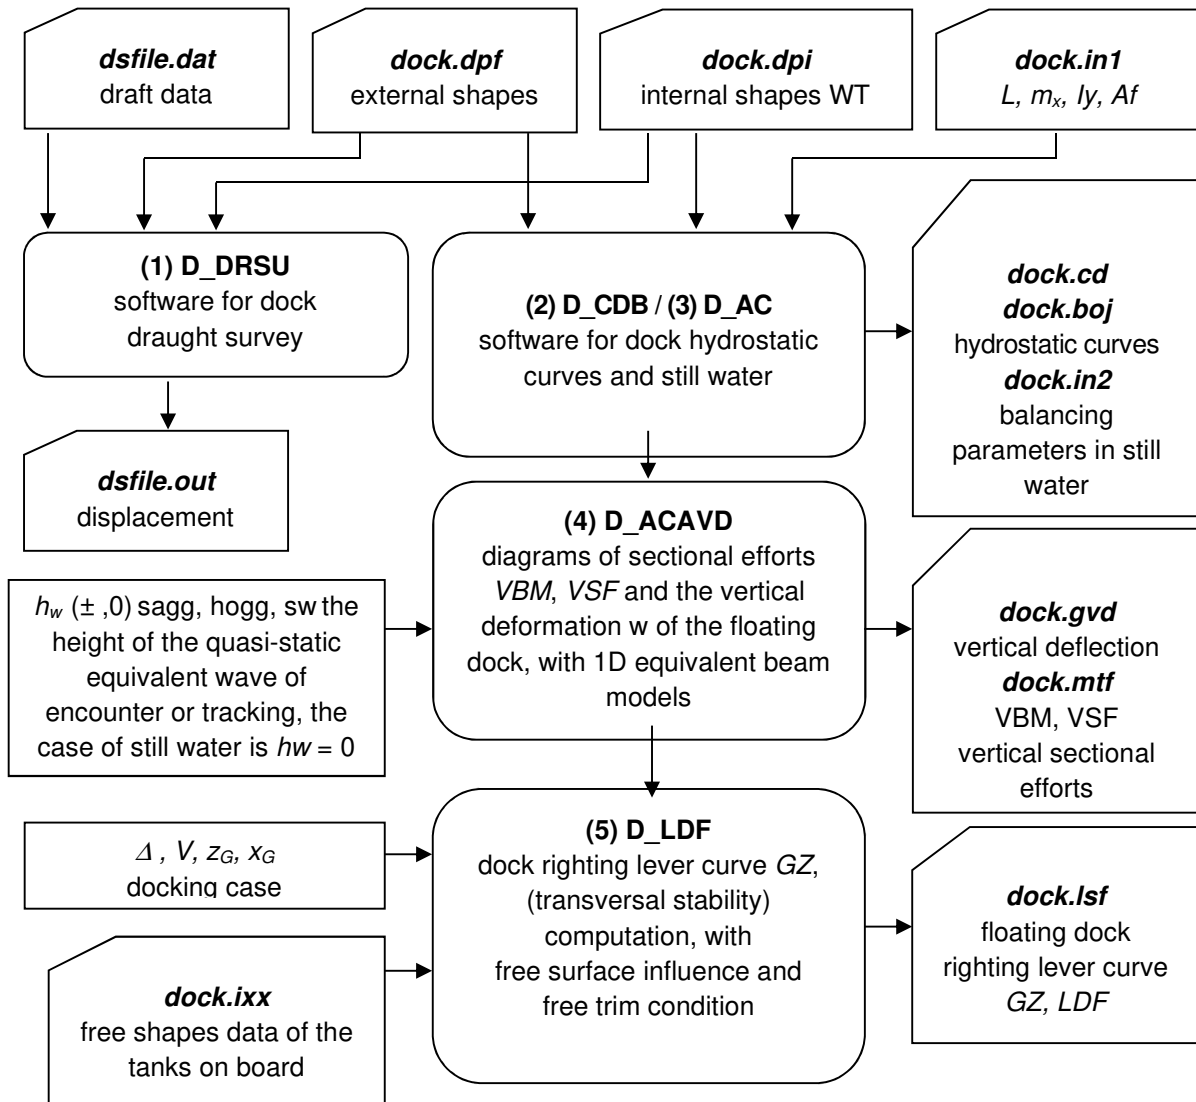 dsfile.dat
draft data
dock.dpf
external shapes
dock.dpi
internal shapes WT
dock.in1
L, mx, Iy, Af
(1) D_DRSU
software for dock
draught survey
(2) D_CDB / (3) D_AC
software for dock hydrostatic
curves and still water
dock.cd
dock.boj
hydrostatic curves
dock.in2
balancing
parameters in still
water
dsfile.out
displacement
(4) D_ACAVD
diagrams of sectional efforts
VBM, VSF and the vertical
deformation w of the floating
dock, with 1D equivalent beam
models
hw (± ,0) sagg, hogg, sw the
height of the quasi-static
equivalent wave of
encounter or tracking, the
case of still water is hw = 0
dock.gvd
vertical deflection
dock.mtf
VBM, VSF
vertical sectional
efforts
(5) D_LDF
dock righting lever curve GZ,
(transversal stability)
computation, with
free surface influence and
free trim condition
Δ , V, zG, xG
docking case
dock.ixx
free shapes data of the
tanks on board
dock.lsf
floating dock
righting lever curve
GZ, LDF